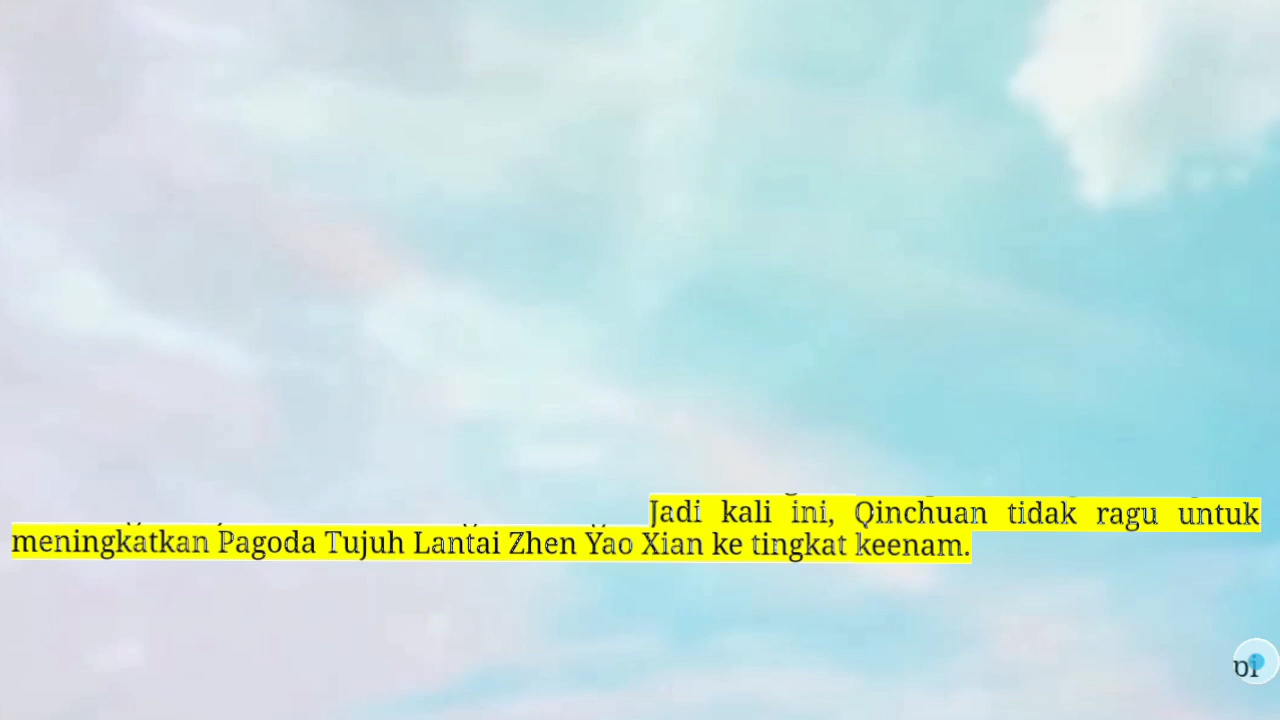 Jadi kali ini, Qinchuan tidak ragu untuk
meningkatkan Pagoda Tujuh Lantai Zhen Yao Xian ke tingkat keenam.